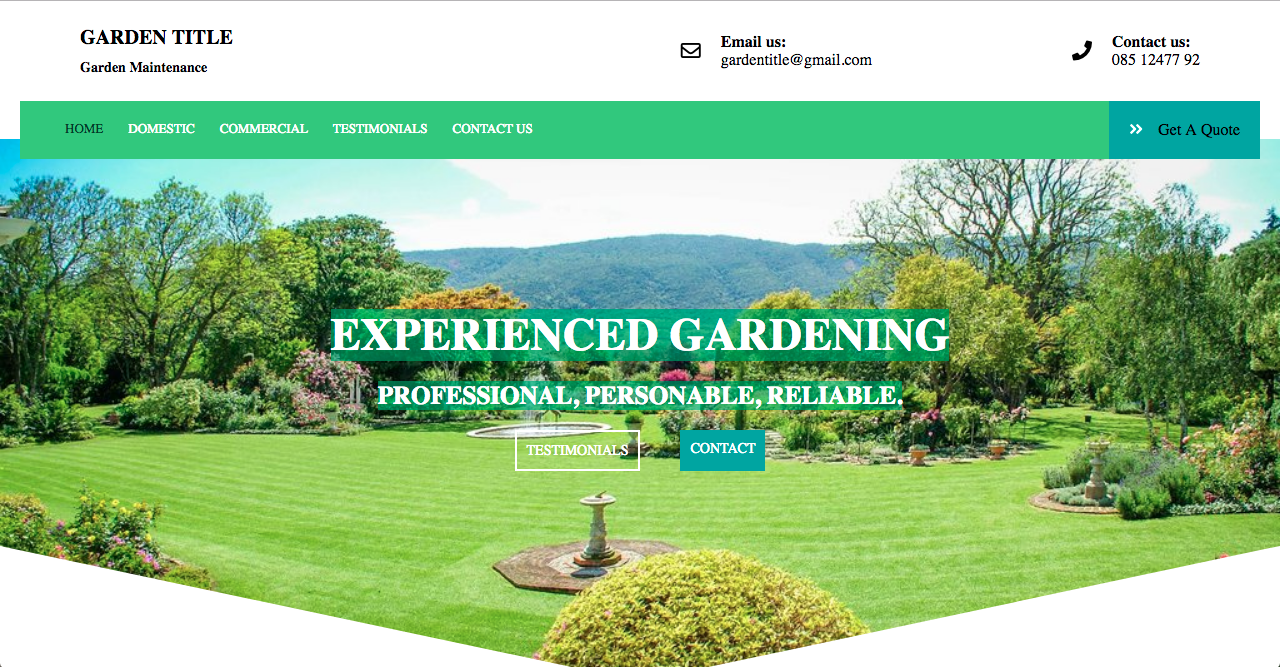 GARDEN TITLE
Garden Maintenance
Email us:
gardentitle@gmail.com
Contact us:
085 12477 92
HOME DOMESTIC COMMERCIAL TESTIMONIALS CONTACT US
Get A Quote
EXPERIENCED GARDENING
PROFESSIONAL, PERSONABLE, RELIABLE.
TESTIMONIALS CONTACT